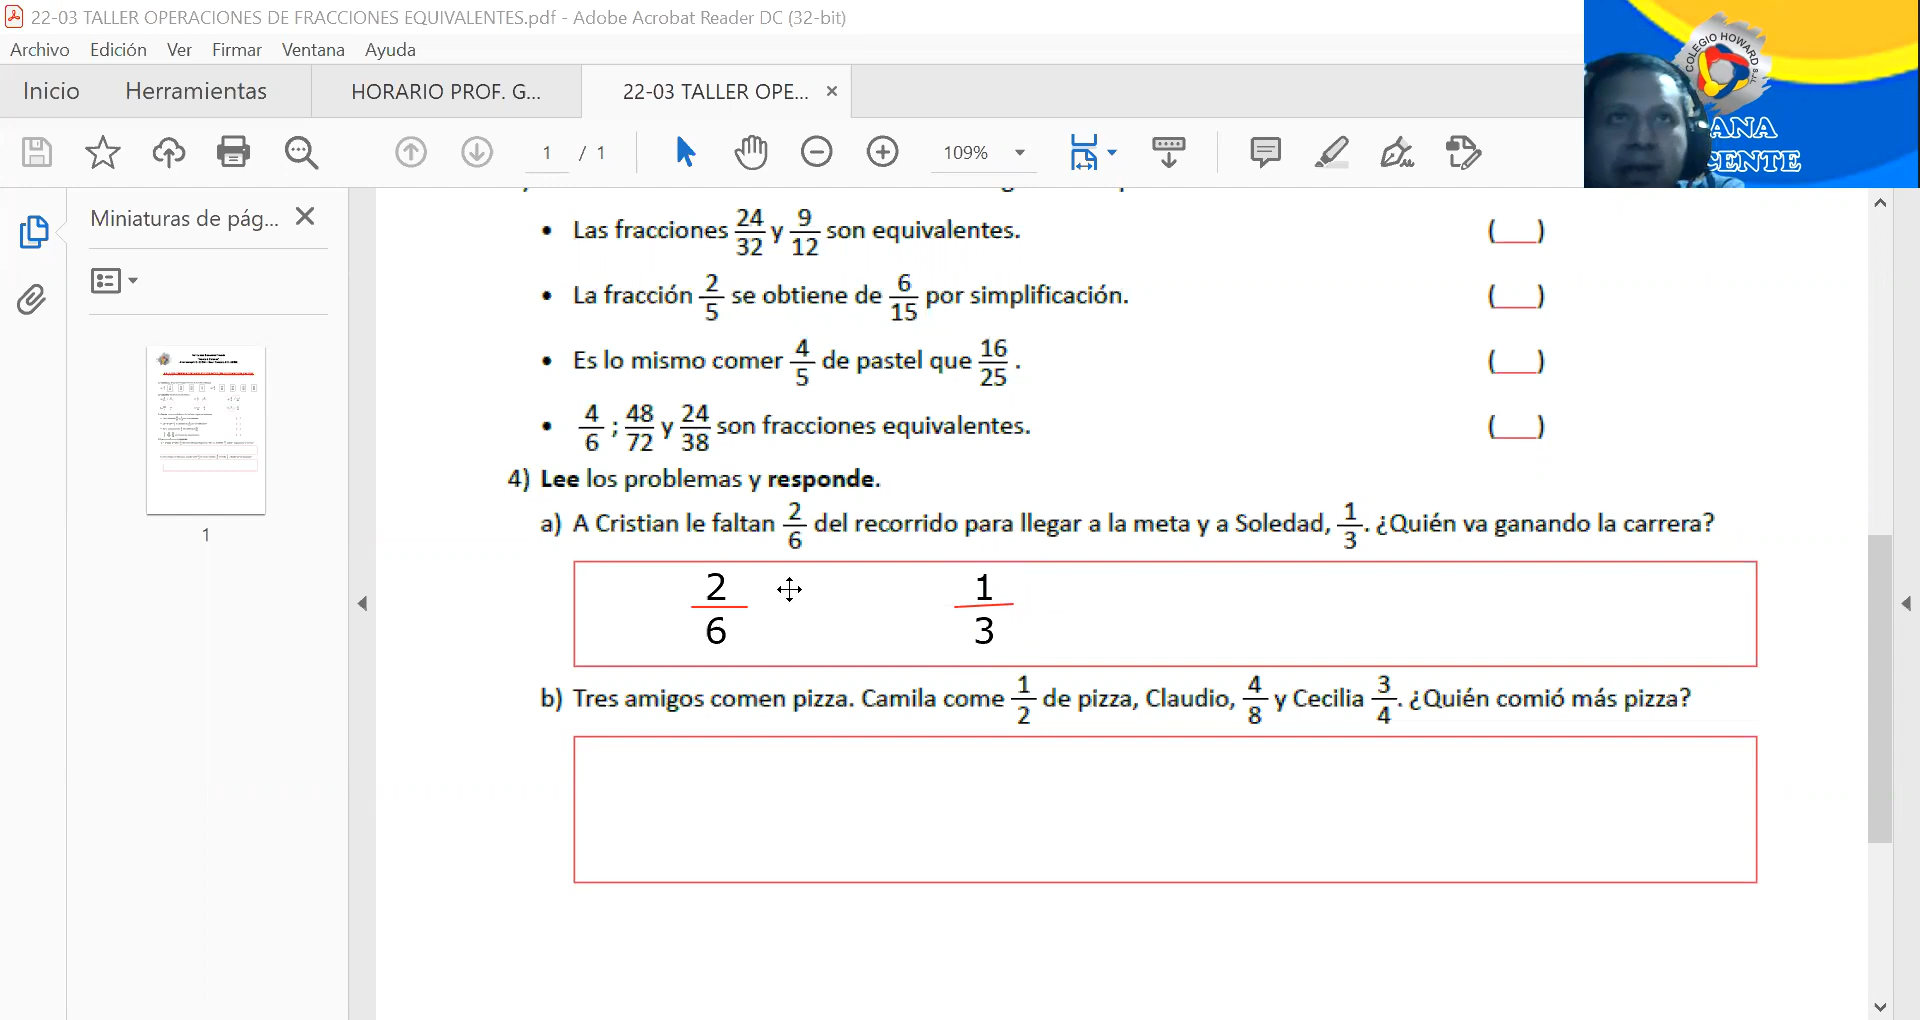 22-03 TALLER OPERACIONES DE FRACCIONES EQUIVALENTES.pdf - Adobe Acrobat Reader DC (32-bit)
Archivo Edición Ver Firmar Ventana Ayuda
Inicio Herramientas HORARIO PROF. G... 22-03 TALLER OPE... ×
1 / 1 109%
COLEGIO HOWARD S.J.L.
Miniaturas de pág...
1
• Las fracciones 24/32 y 9/12 son equivalentes. (___)
• La fracción 2/5 se obtiene de 6/15 por simplificación. (___)
• Es lo mismo comer 4/5 de pastel que 16/25 . (___)
• 4/6 ; 48/72 y 24/38 son fracciones equivalentes. (___)
4) Lee los problemas y responde.
a) A Cristian le faltan 2/6 del recorrido para llegar a la meta y a Soledad, 1/3. ¿Quién va ganando la carrera?
2/6 1/3
b) Tres amigos comen pizza. Camila come 1/2 de pizza, Claudio, 4/8 y Cecilia 3/4. ¿Quién comió más pizza?